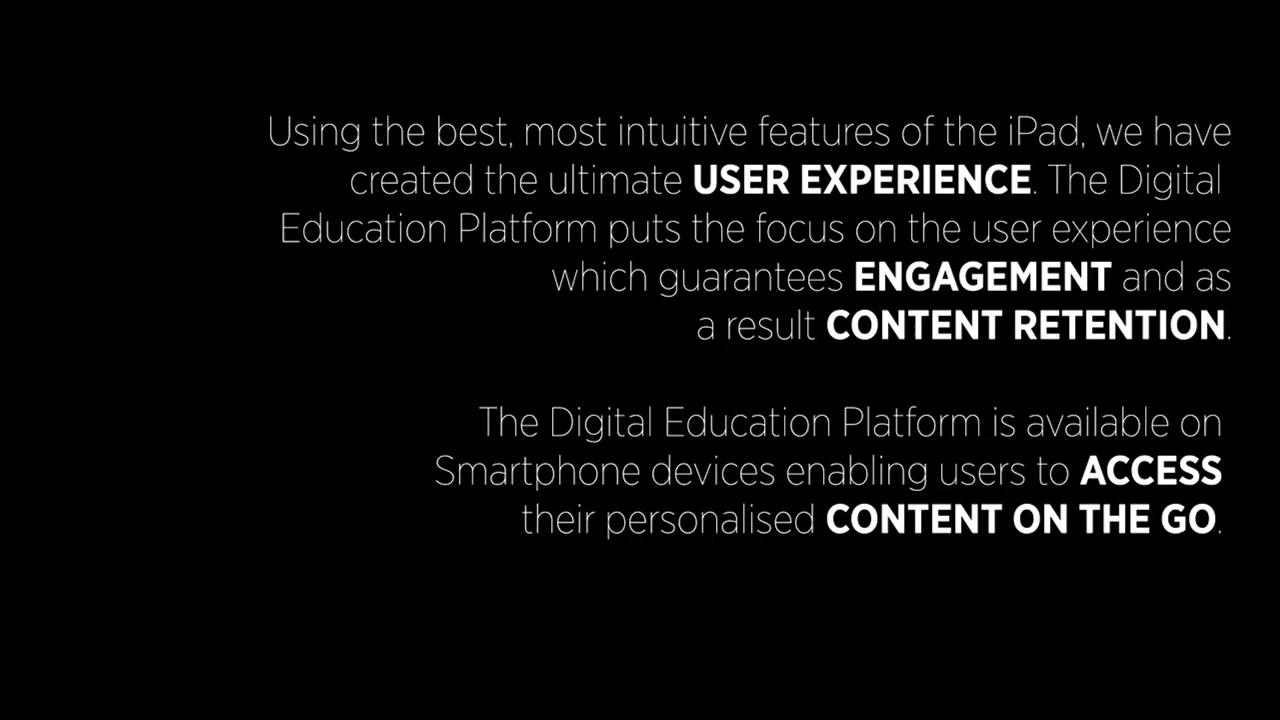 Using the best, most intuitive features of the iPad, we have
created the ultimate USER EXPERIENCE. The Digital
Education Platform puts the focus on the user experience
which guarantees ENGAGEMENT and as
a result CONTENT RETENTION.
The Digital Education Platform is available on
Smartphone devices enabling users to ACCESS
their personalised CONTENT ON THE GO.